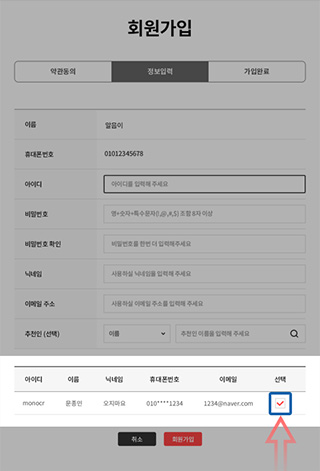 회원가입
약관동의 정보입력 가입완료
이름 말음이
휴대폰번호 01012345678
아이디 아이디를 입력해 주세요
비밀번호 영+숫자+특수문자(!,@,#,$) 조합 8자 이상
비밀번호 확인 비밀번호를 한번 더 입력해주세요
닉네임 사용하실 닉네임을 입력해 주세요
이메일 주소 사용하실 이메일 주소를 입력해 주세요
추천인 (선택) 이름 추천인 이름을 입력해 주세요
아이디 이름 닉네임 휴대폰번호 이메일 선택
monocr 문종민 오지마요 010****1234 1234@naver.com
취소 회원가입